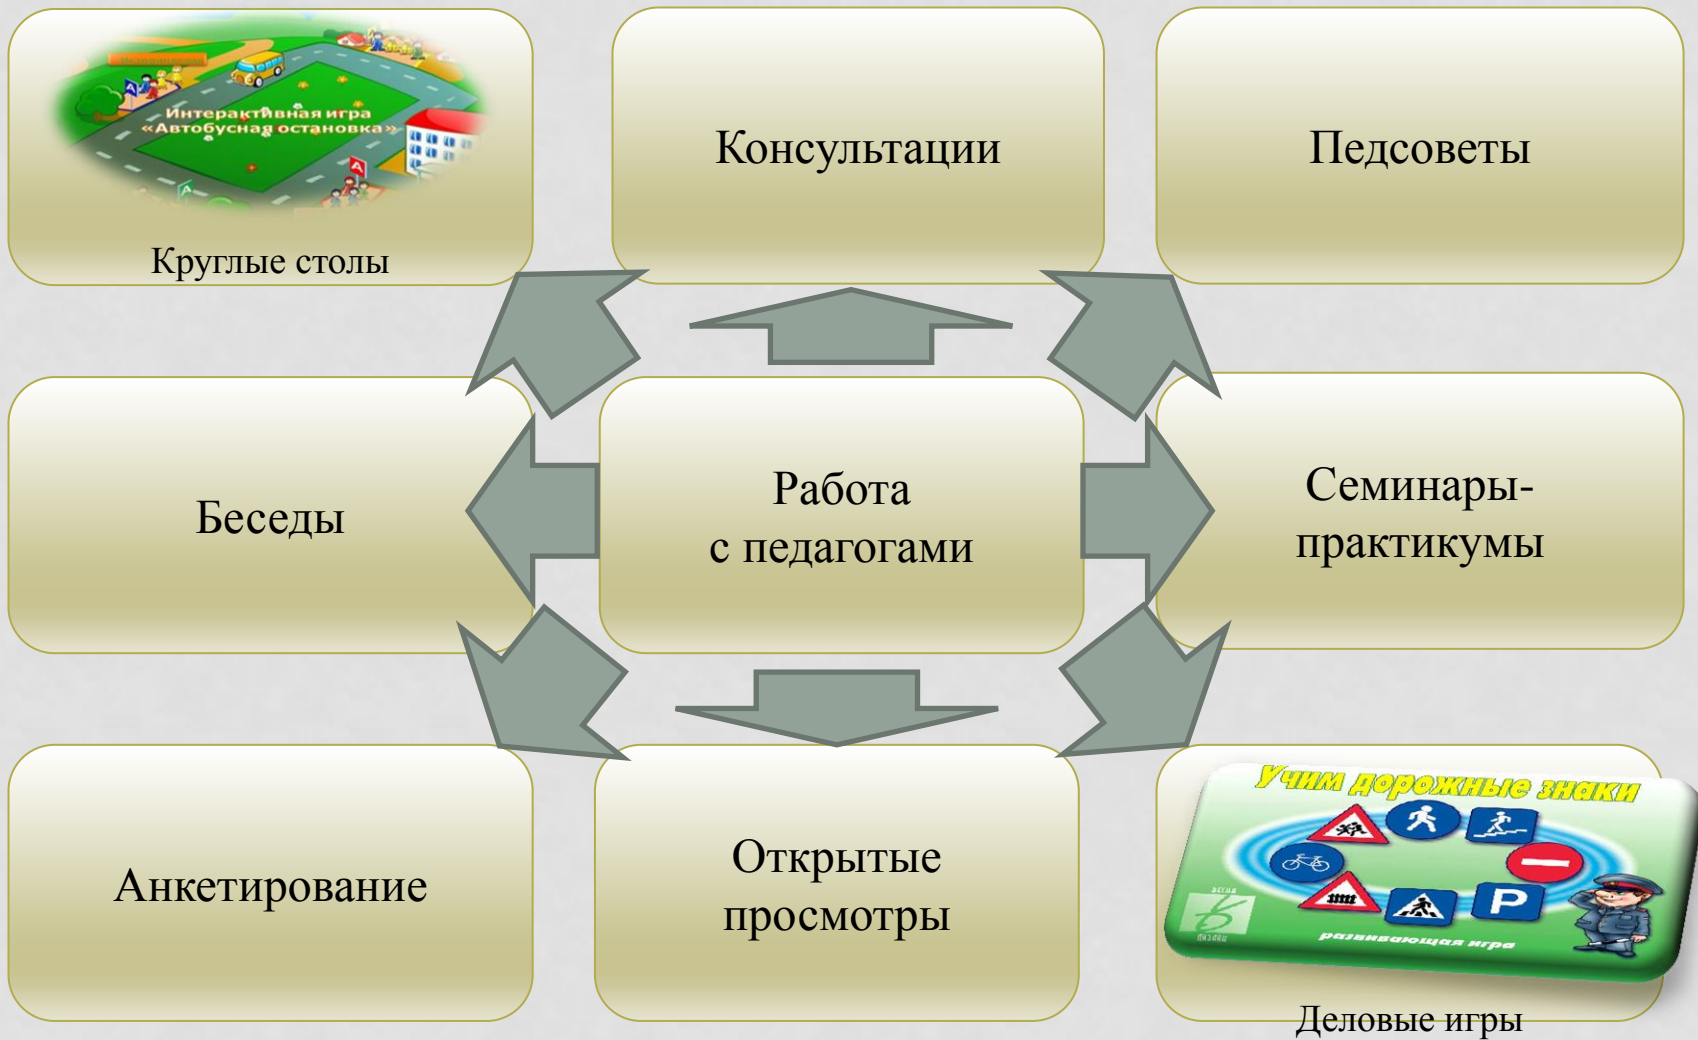 Интерактивная игра
«Автобусная остановка»
Круглые столы
Консультации
Педсоветы
Беседы
Работа
с педагогами
Семинары-
практикумы
Анкетирование
Открытые
просмотры
Учим дорожные знаки
P
развивающая игра
Деловые игры